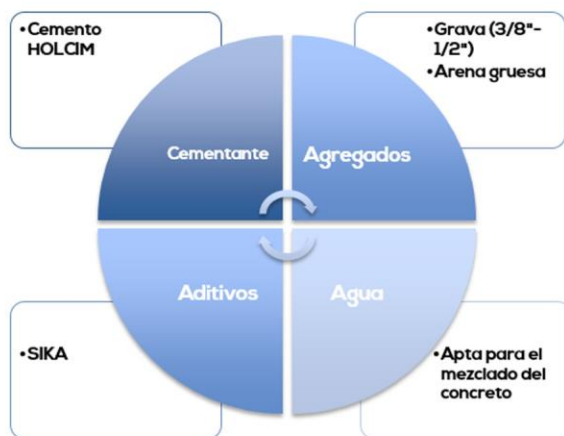 •Cemento
HOLCIM
•Grava (3/8"-
1/2")
•Arena gruesa
Cementante
Agregados
Aditivos
Agua
•SIKA
•Apta para el
mezclado del
concreto